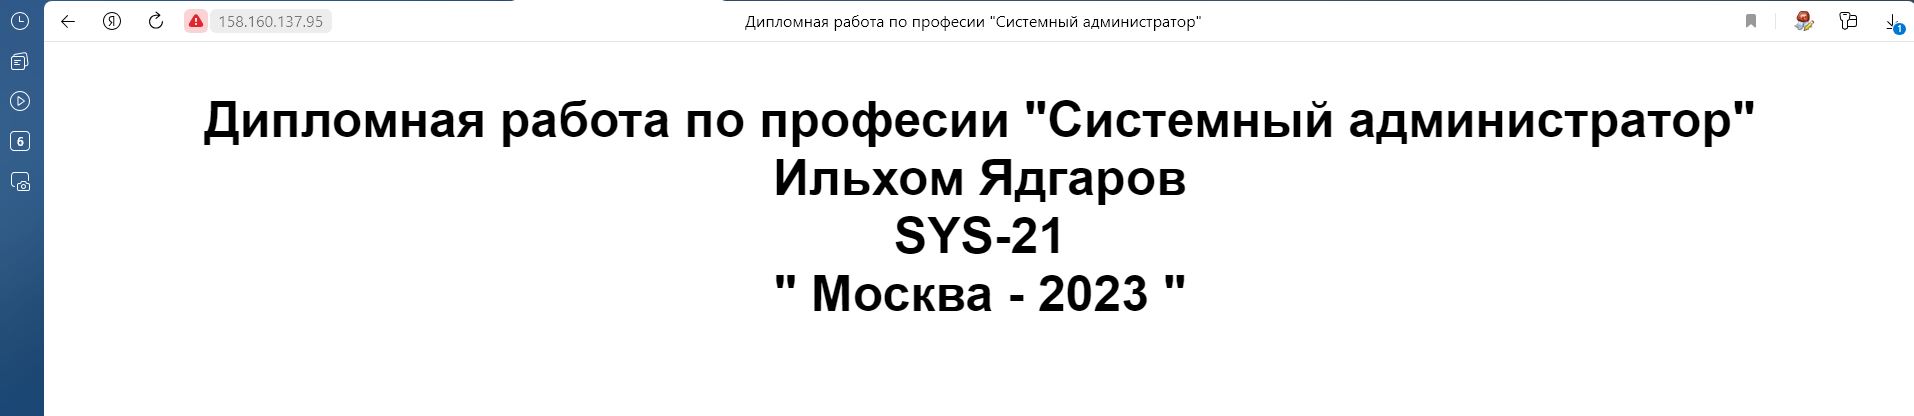 158.160.137.95
Дипломная работа по професии "Системный администратор"
1
6
Дипломная работа по професии "Системный администратор"
Ильхом Ядгаров
SYS-21
" Москва - 2023 "